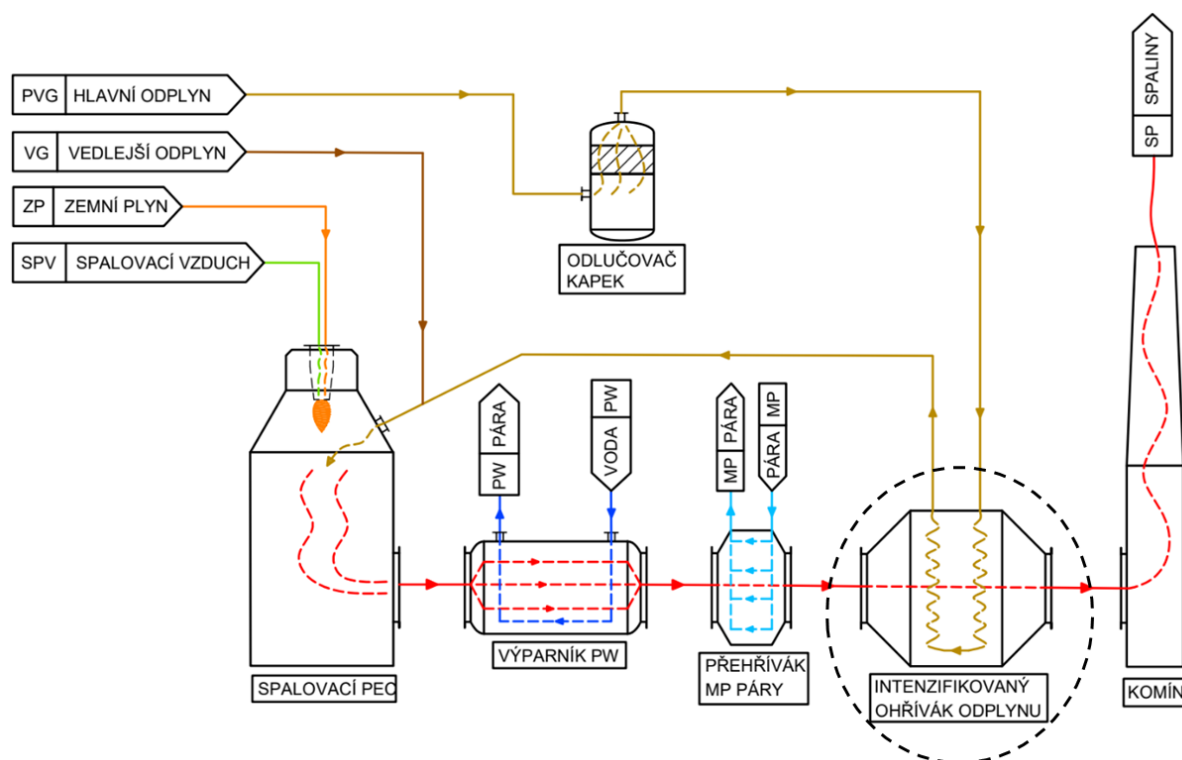 PVG HLAVNÍ ODPLYN
VG VEDLEJŠÍ ODPLYN
ZP ZEMNÍ PLYN
SPV SPALOVACÍ VZDUCH
ODLUČOVAČ
KAPEK
SP SPALINY
PW PÁRA
VODA PW
MP PÁRA
PÁRA MP
SPALOVACÍ PEC
VÝPARNÍK PW
PŘEHŘÍVÁK
MP PÁRY
INTENZIFIKOVANÝ
OHŘÍVÁK ODPLYNU
KOMÍN